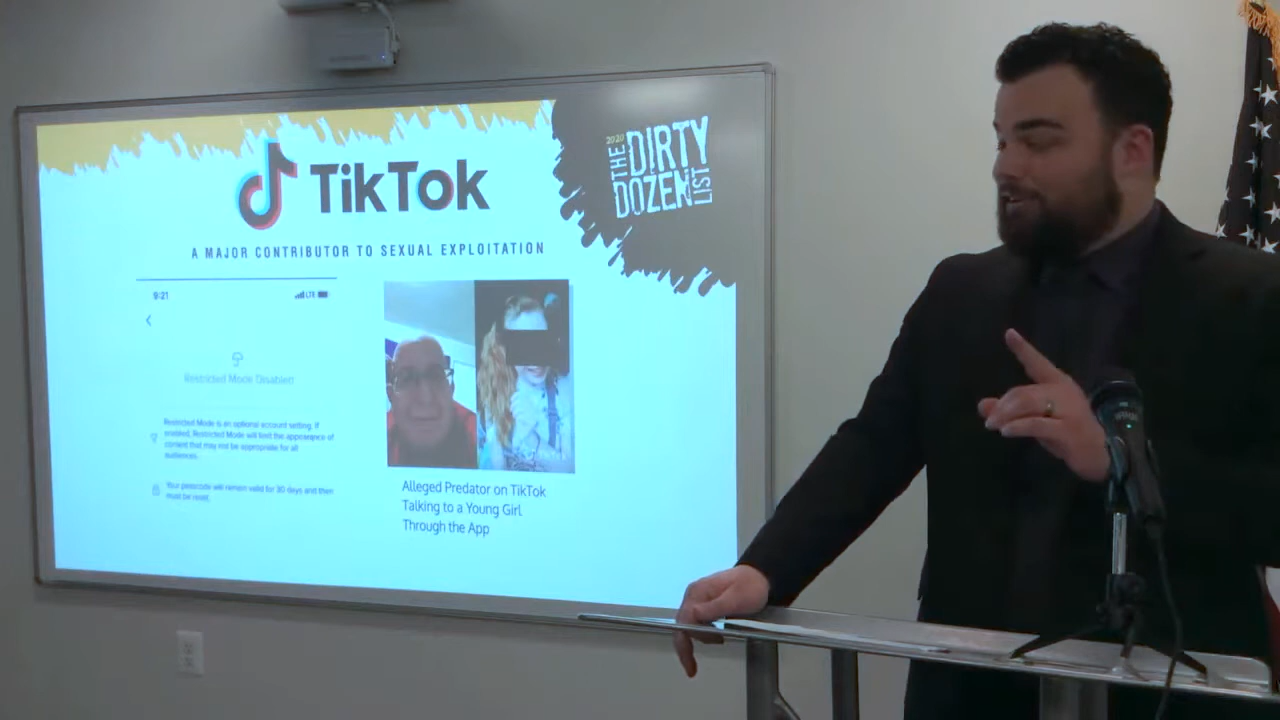 TikTok
2020
THE DIRTY DOZEN LIST
A MAJOR CONTRIBUTOR TO SEXUAL EXPLOITATION
9:21
LTE
Restricted Mode Disabled
Restricted Mode is an optional account setting. If
enabled, Restricted Mode will limit the appearance of
content that may not be appropriate for all
audiences.
Your passcode will remain valid for 30 days and then
must be reset.
Alleged Predator on TikTok
Talking to a Young Girl
Through the App